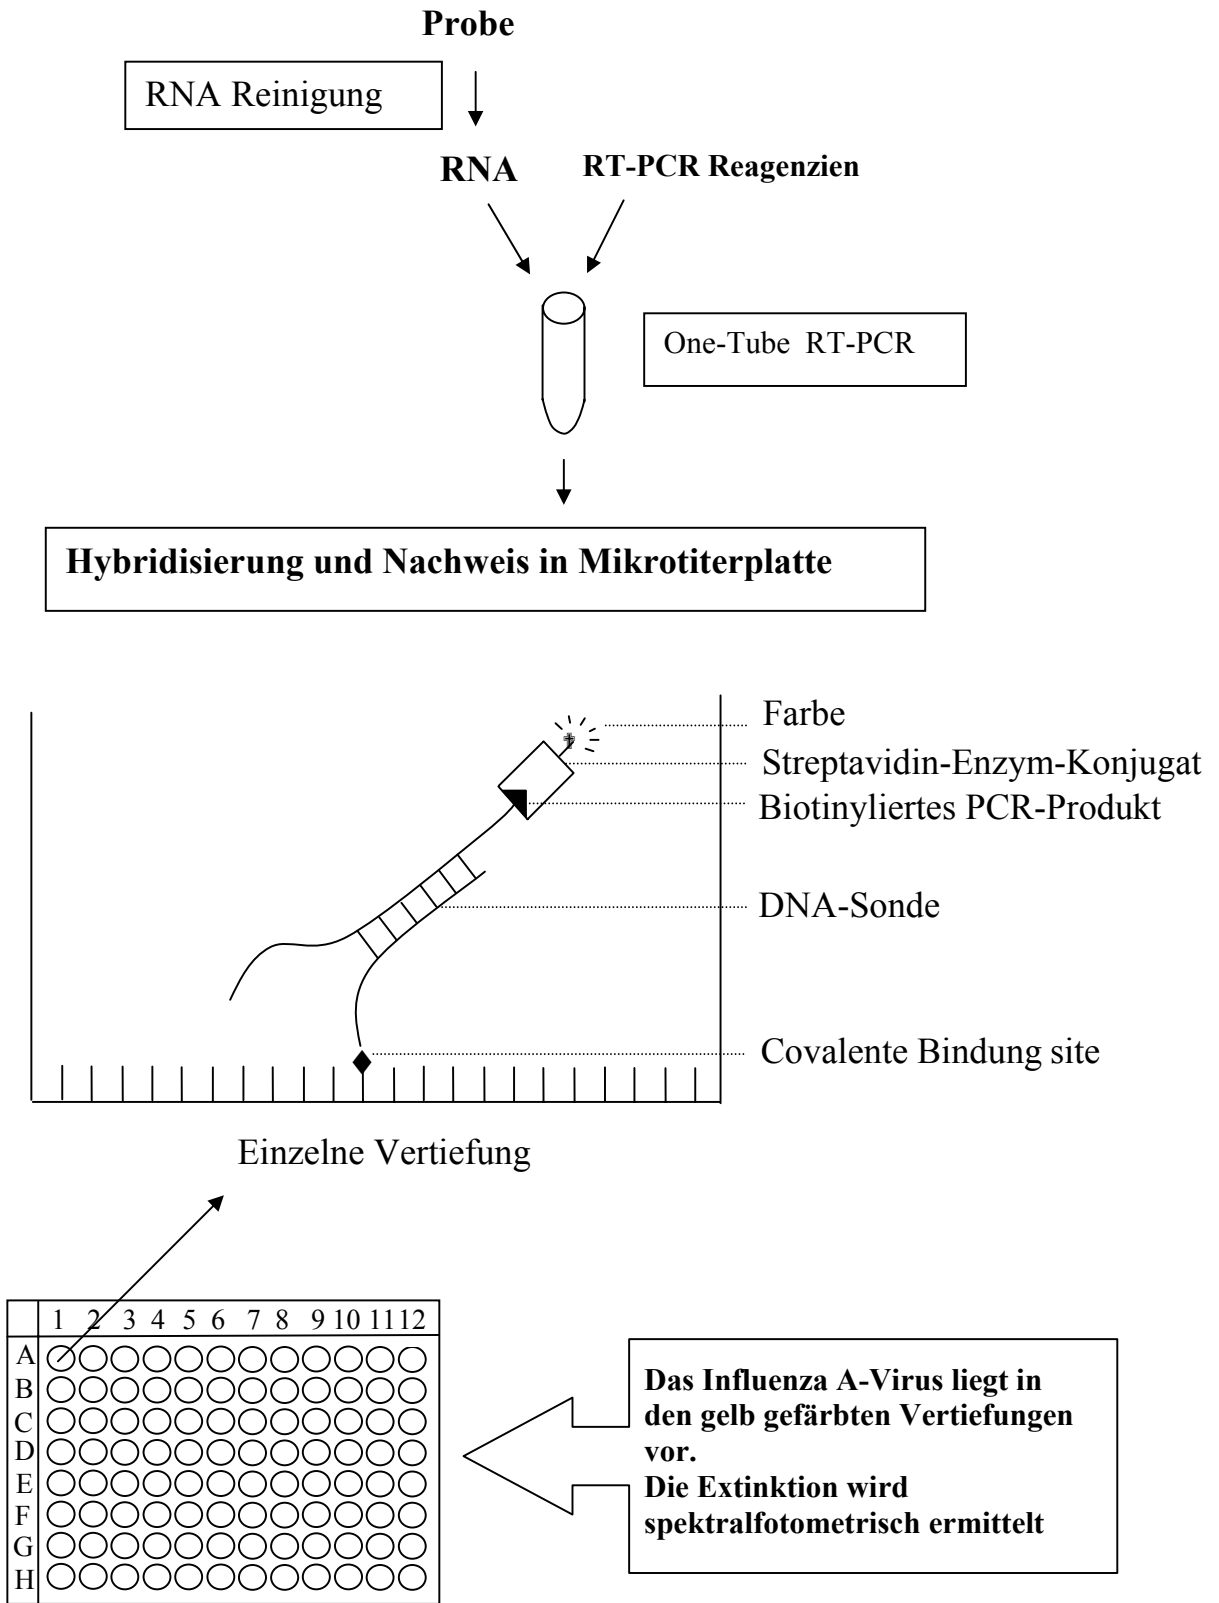 Probe
RNA Reinigung
RNA
RT-PCR Reagenzien
One-Tube RT-PCR
Hybridisierung und Nachweis in Mikrotiterplatte
Farbe
Streptavidin-Enzym-Konjugat
Biotinyliertes PCR-Produkt
DNA-Sonde
Covalente Bindung site
Einzelne Vertiefung
1 2 3 4 5 6 7 8 9 10 11 12
A
B
C
D
E
F
G
H
Das Influenza A-Virus liegt in
den gelb gefärbten Vertiefungen
vor.
Die Extinktion wird
spektralfotometrisch ermittelt